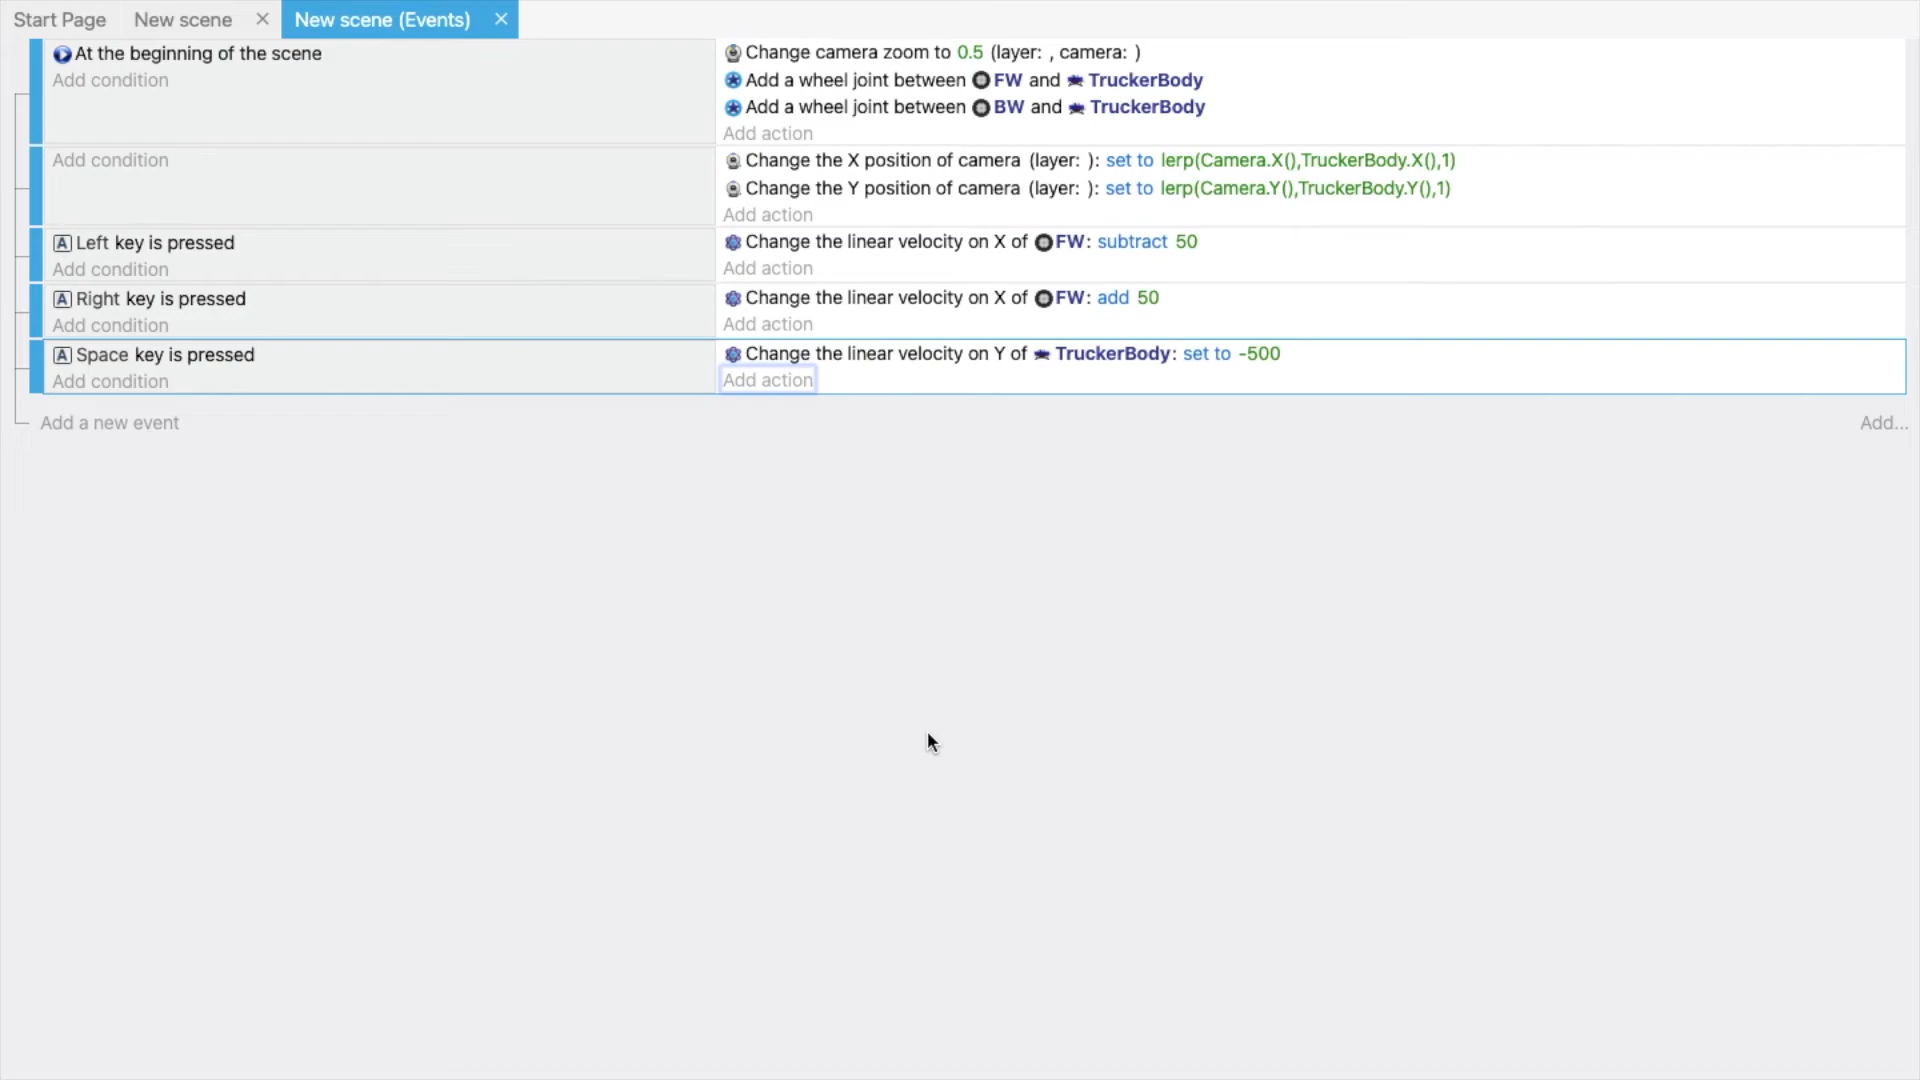 Start Page New scene New scene (Events)
At the beginning of the scene
Add condition
Change camera zoom to 0.5 (layer: , camera: )
Add a wheel joint between FW and TruckerBody
Add a wheel joint between BW and TruckerBody
Add action
Add condition
Change the X position of camera (layer: ): set to lerp(Camera.X(),TruckerBody.X(),1)
Change the Y position of camera (layer: ): set to lerp(Camera.Y(),TruckerBody.Y(),1)
Add action
A Left key is pressed
Add condition
Change the linear velocity on X of FW: subtract 50
Add action
A Right key is pressed
Add condition
Change the linear velocity on X of FW: add 50
Add action
A Space key is pressed
Add condition
Change the linear velocity on Y of TruckerBody: set to -500
Add action
Add a new event
Add...